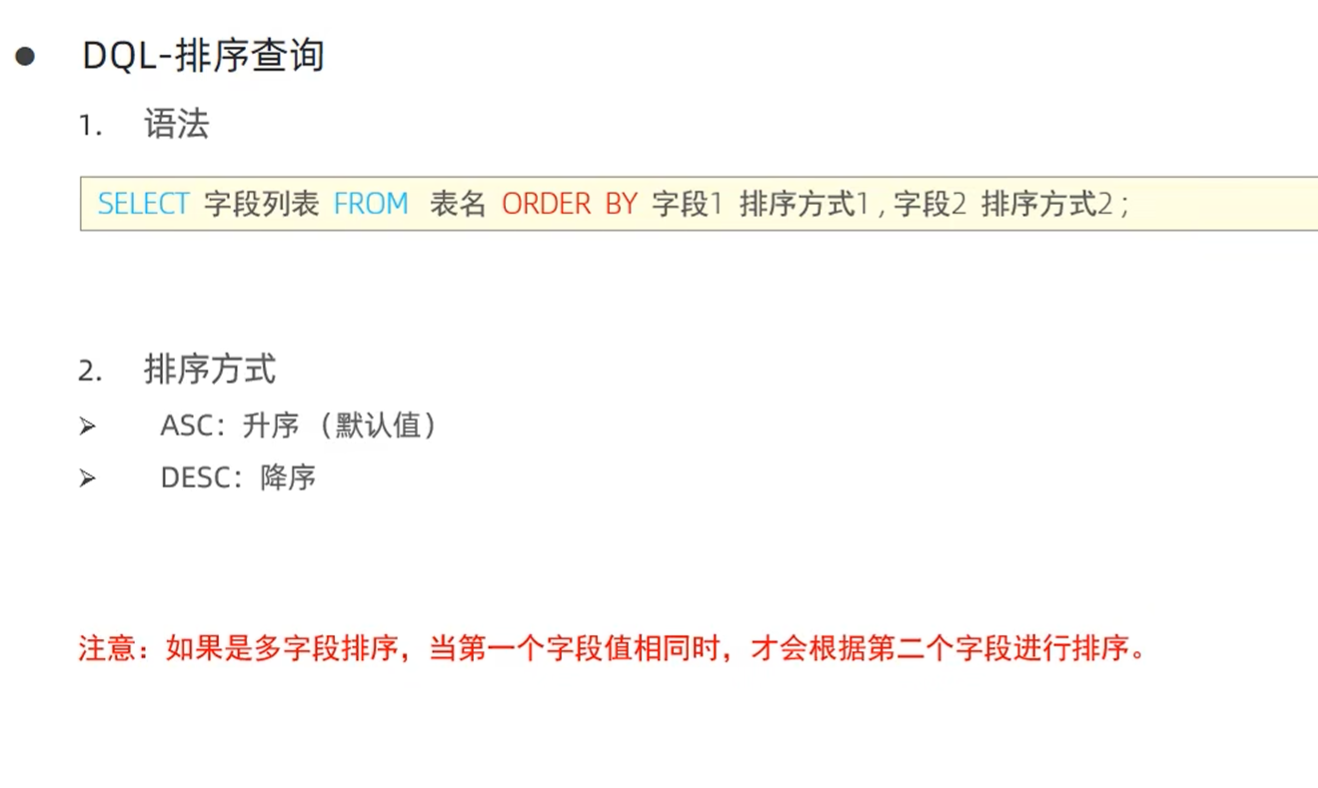 ● DQL-排序查询
1. 语法
SELECT 字段列表 FROM 表名 ORDER BY 字段1 排序方式1 , 字段2 排序方式2 ;
2. 排序方式
➢ ASC：升序（默认值）
➢ DESC：降序
注意：如果是多字段排序，当第一个字段值相同时，才会根据第二个字段进行排序。